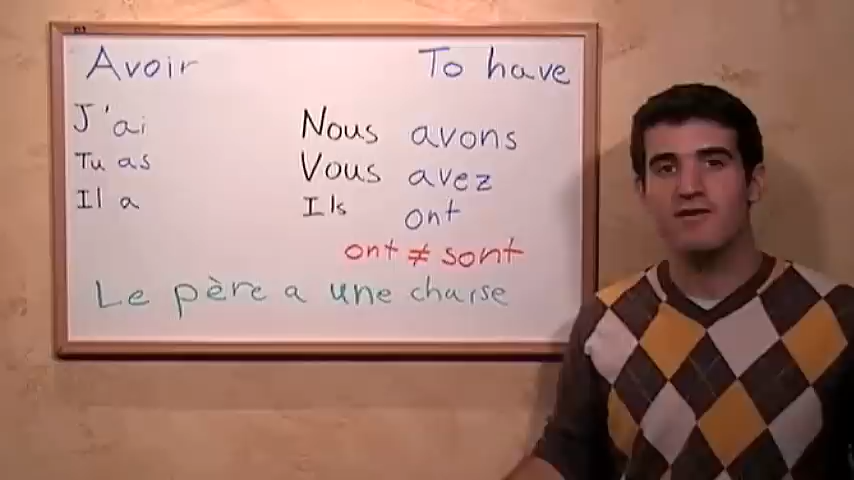 Avoir To have
J'ai Nous avons
Tu as Vous avez
Il a Ils ont
ont ≠ sont
Le père a une chaise